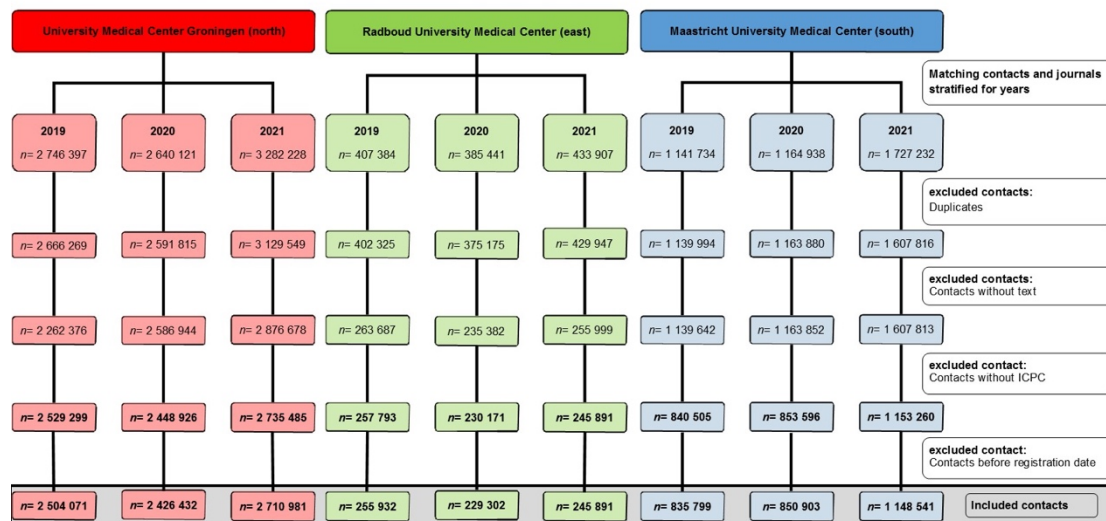 University Medical Center Groningen (north)
Radboud University Medical Center (east)
Maastricht University Medical Center (south)
Matching contacts and journals
stratified for years
2019
n= 2 746 397
2020
n= 2 640 121
2021
n= 3 282 228
2019
n= 407 384
2020
n= 385 441
2021
n= 433 907
2019
n= 1 141 734
2020
n= 1 164 938
2021
n= 1 727 232
excluded contacts:
Duplicates
n= 2 666 269
n= 2 591 815
n= 3 129 549
n= 402 325
n= 375 175
n= 429 947
n= 1 139 994
n= 1 163 880
n= 1 607 816
excluded contacts:
Contacts without text
n= 2 262 376
n= 2 586 944
n= 2 876 678
n= 263 687
n= 235 382
n= 255 999
n= 1 139 642
n= 1 163 852
n= 1 607 813
excluded contact:
Contacts without ICPC
n= 2 529 299
n= 2 448 926
n= 2 735 485
n= 257 793
n= 230 171
n= 245 891
n= 840 505
n= 853 596
n= 1 153 260
excluded contact:
Contacts before registration date
n= 2 504 071
n= 2 426 432
n= 2 710 981
n= 255 932
n= 229 302
n= 245 891
n= 835 799
n= 850 903
n= 1 148 541
Included contacts